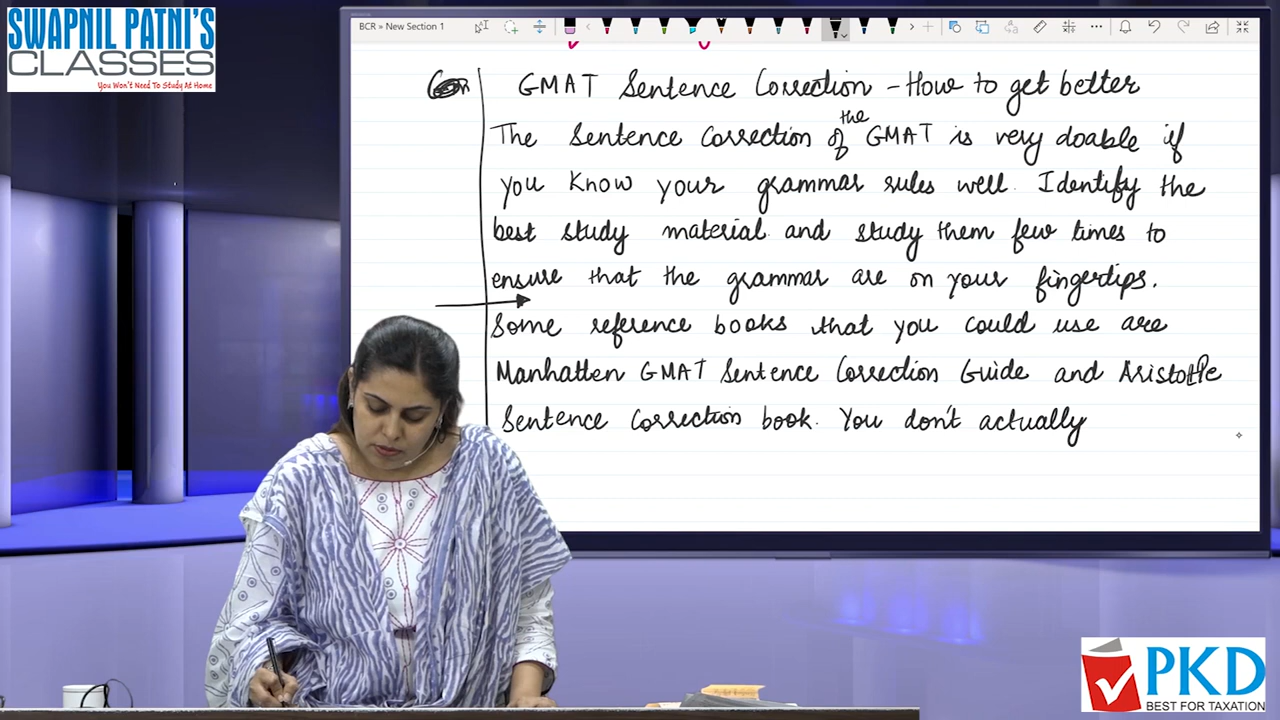 SWAPNIL PATNI'S
CLASSES
You Won't Need To Study At Home
BCR » New Section 1
GMAT Sentence Correction - How to get better
The Sentence Correction of the GMAT is very doable if
you know your grammar rules well. Identify the
best study material and study them few times to
ensure that the grammar are on your fingertips.
Some reference books that you could use are
Manhatten GMAT Sentence Correction Guide and Aristotle
Sentence Correction book. You don't actually
PKD
BEST FOR TAXATION